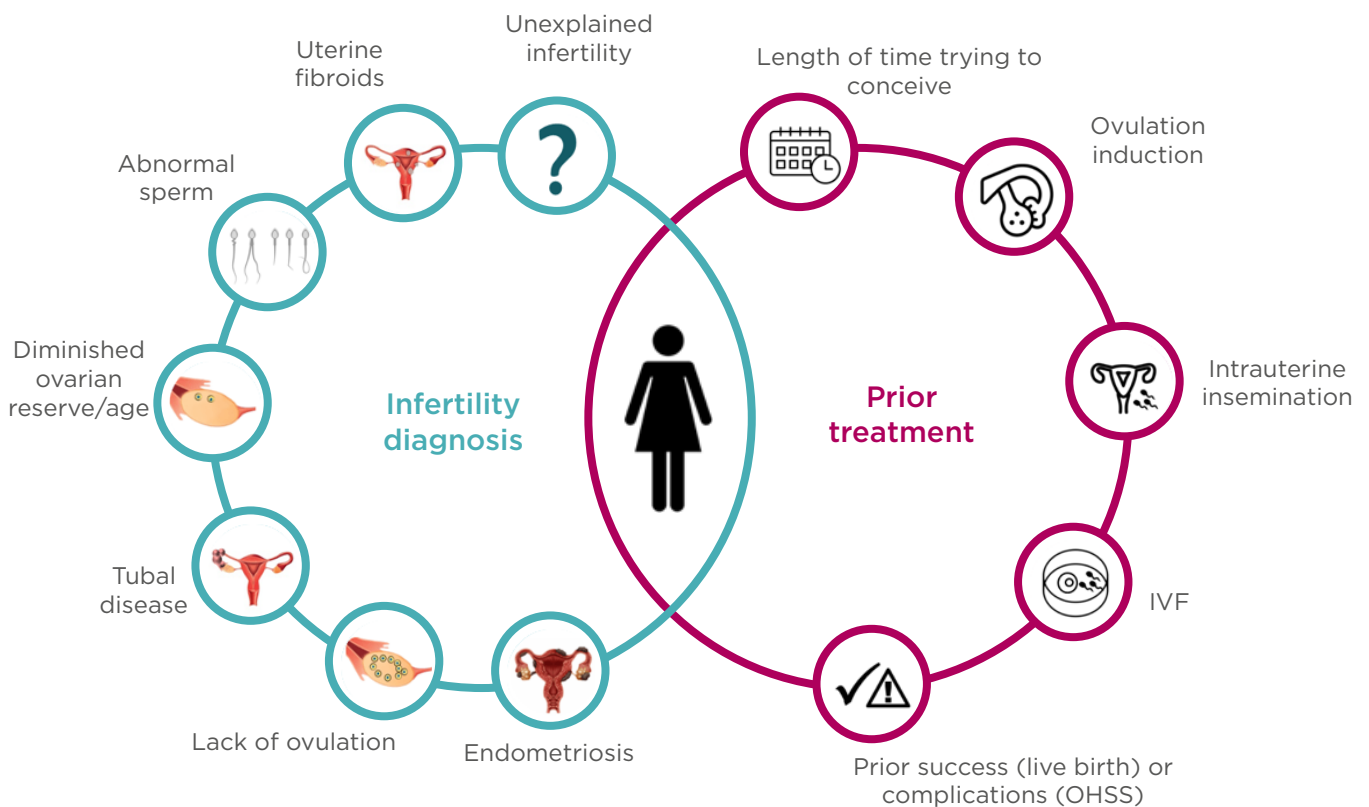 Unexplained
infertility
Uterine
fibroids
Abnormal
sperm
Diminished
ovarian
reserve/age
Tubal
disease
Lack of ovulation
Endometriosis
Infertility
diagnosis
?
Length of time trying to
conceive
Ovulation
induction
Intrauterine
insemination
IVF
Prior success (live birth) or
complications (OHSS)
Prior
treatment